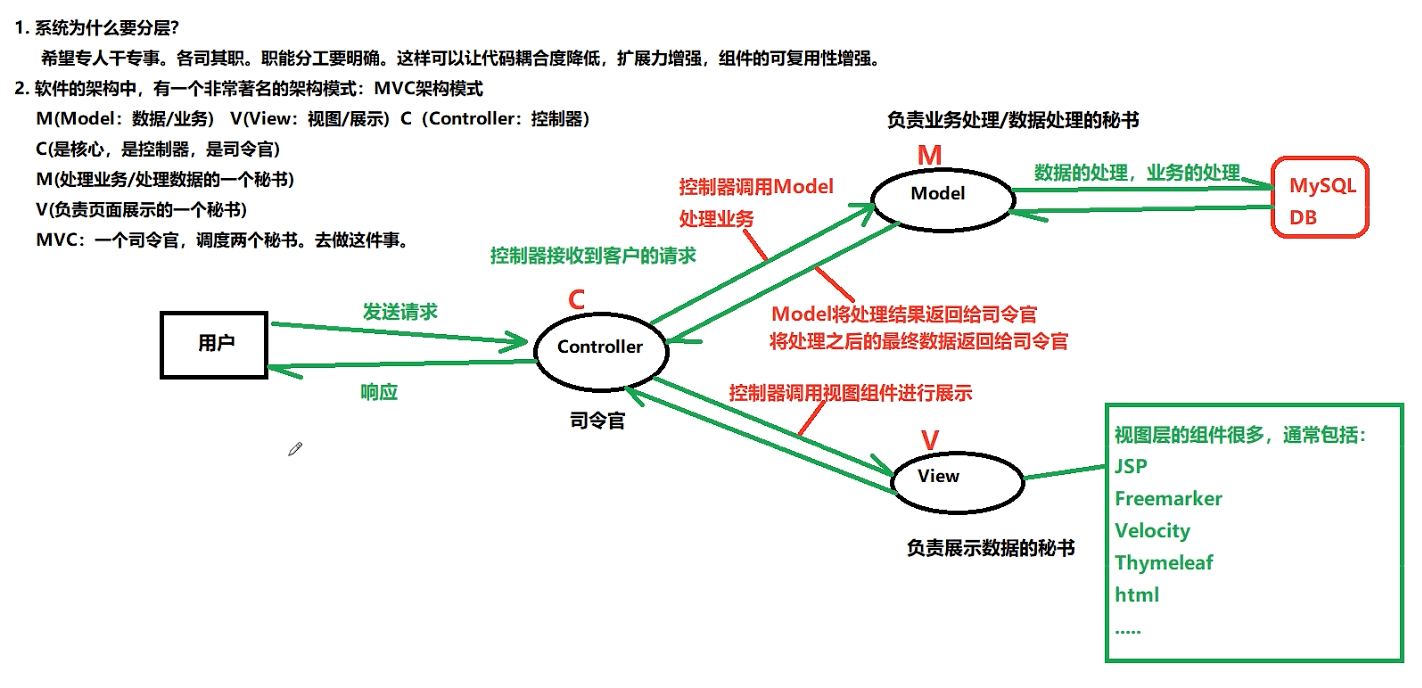 1. 系统为什么要分层?
希望专人干专事。各司其职。职能分工要明确。这样可以让代码耦合度降低，扩展力增强，组件的可复用性增强。
2. 软件的架构中，有一个非常著名的架构模式：MVC架构模式
M(Model：数据/业务) V(View：视图/展示) C（Controller：控制器）
C(是核心，是控制器，是司令官)
M(处理业务/处理数据的一个秘书)
V(负责页面展示的一个秘书)
MVC：一个司令官，调度两个秘书。去做这件事。
负责业务处理/数据处理的秘书
M
Model
数据的处理，业务的处理
MySQL
DB
控制器调用Model
处理业务
控制器接收到客户的请求
C
Controller
司令官
发送请求
用户
响应
Model将处理结果返回给司令官
将处理之后的最终数据返回给司令官
控制器调用视图组件进行展示
V
View
负责展示数据的秘书
视图层的组件很多，通常包括：
JSP
Freemarker
Velocity
Thymeleaf
html
.....